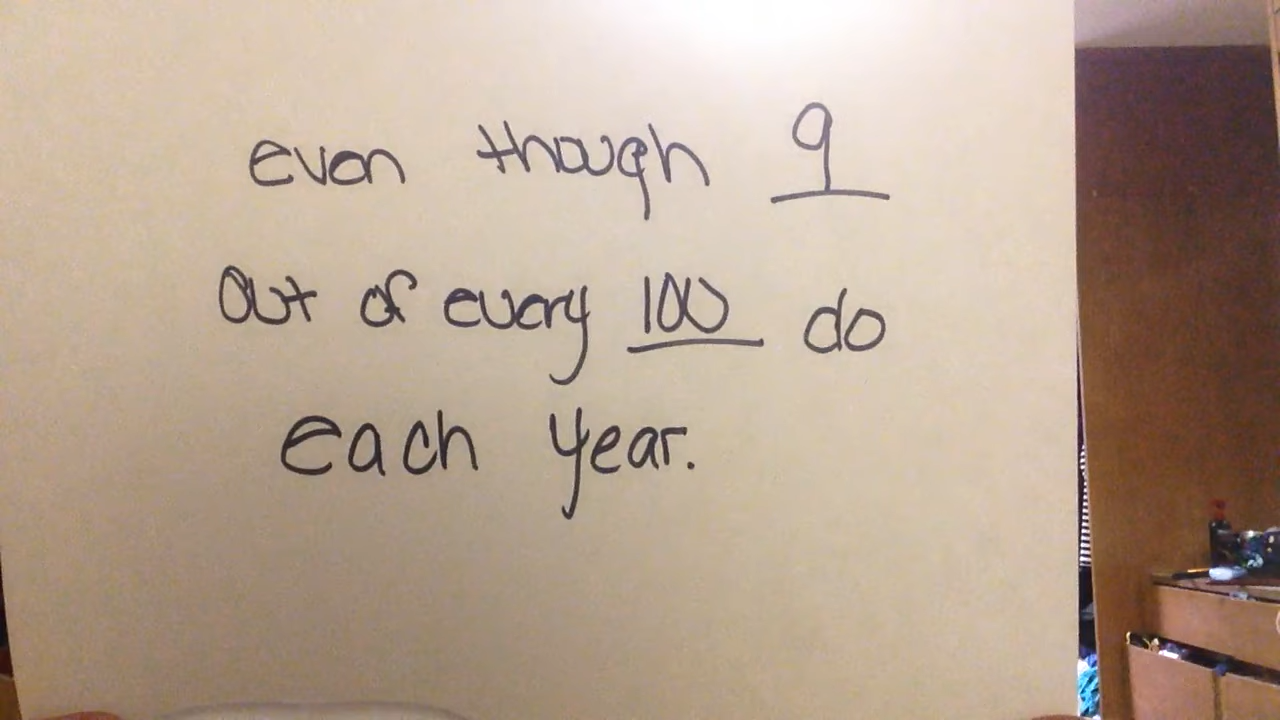 even though 9
out of every 100 do
each year.